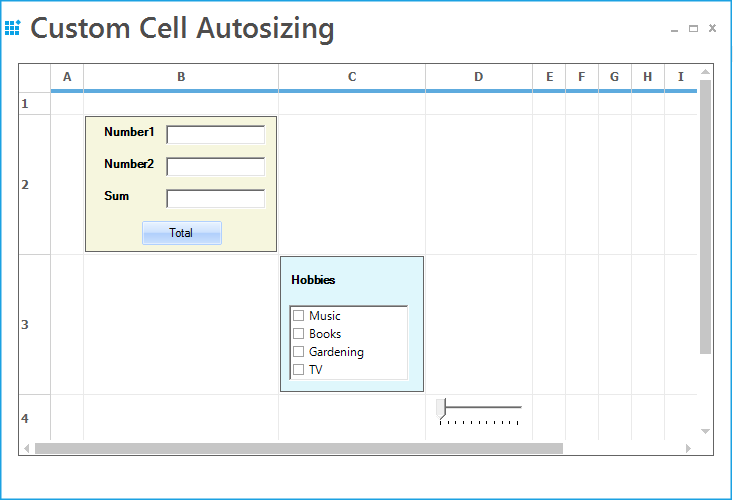 Custom Cell Autosizing
A B C D E F G H I
1
Number1
Number2
2
Sum
Total
Hobbies
Music
3
Books
Gardening
TV
4